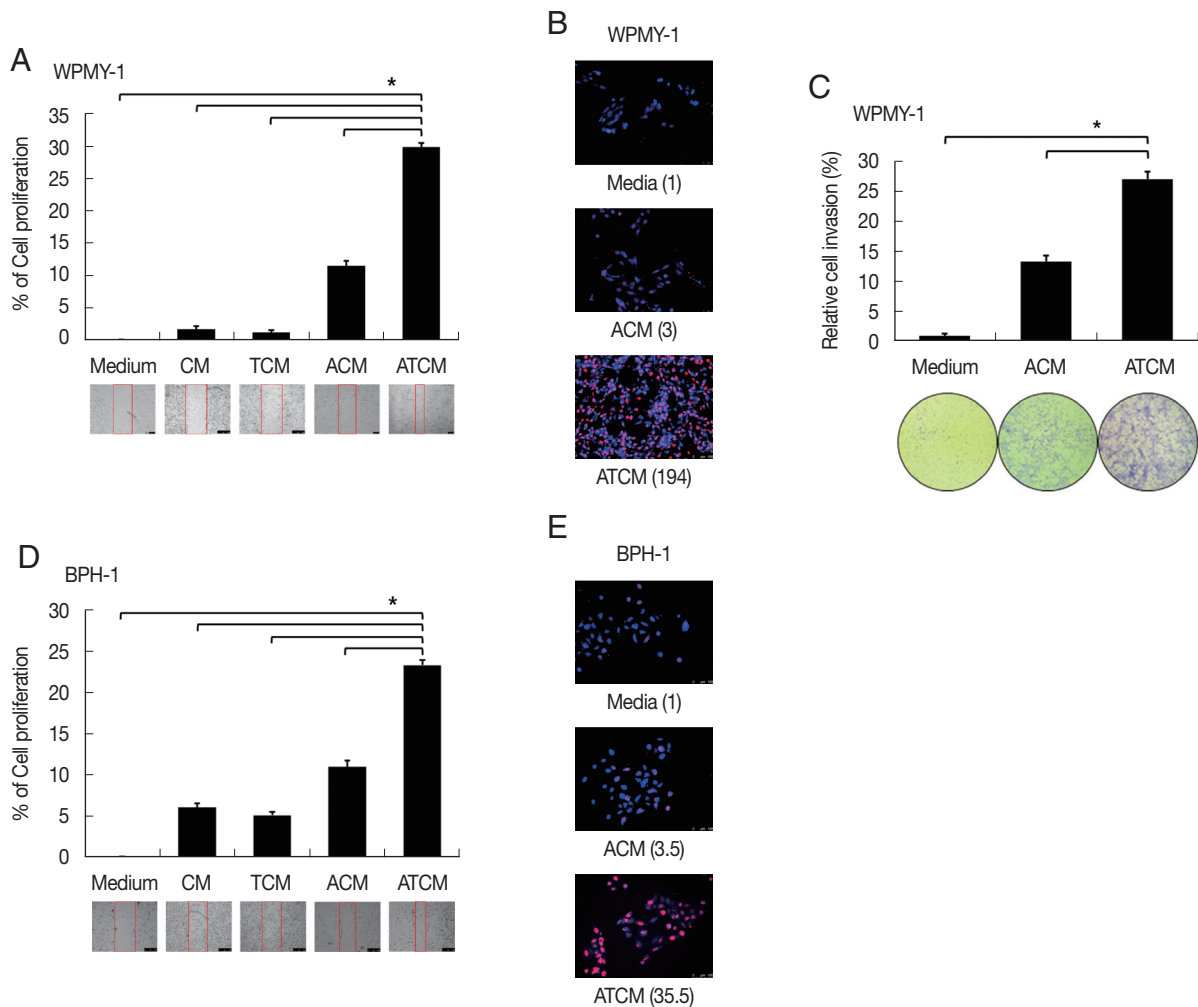 A
WPMY-1
*
% of Cell proliferation
35
30
25
20
15
10
5
0
Medium CM TCM ACM ATCM
B
WPMY-1
Media (1)
ACM (3)
ATCM (194)
C
WPMY-1
*
Relative cell invasion (%)
30
25
20
15
10
5
0
Medium ACM ATCM
D
BPH-1
*
% of Cell proliferation
30
25
20
15
10
5
0
Medium CM TCM ACM ATCM
E
BPH-1
Media (1)
ACM (3.5)
ATCM (35.5)